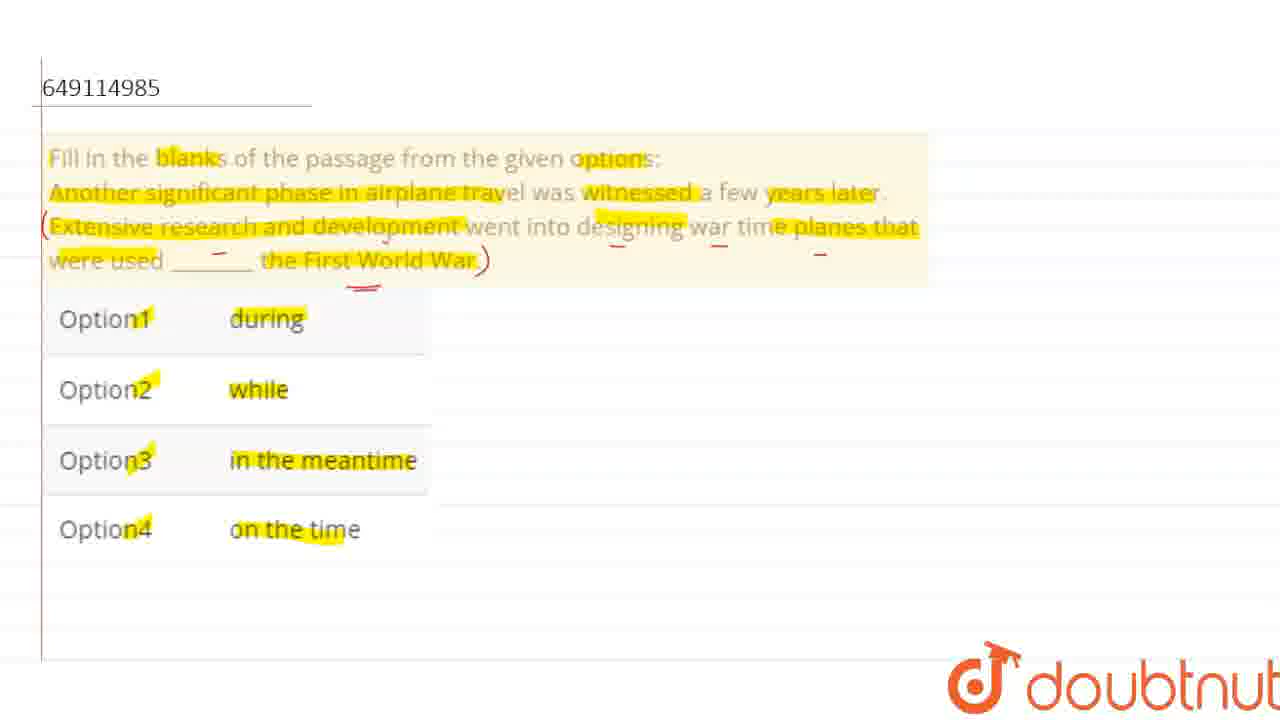 649114985
Fill in the blanks of the passage from the given options:
Another significant phase in airplane travel was witnessed a few years later.
Extensive research and development went into designing war time planes that
were used ________ the First World War.
Option1 during
Option2 while
Option3 in the meantime
Option4 on the time
doubtnut